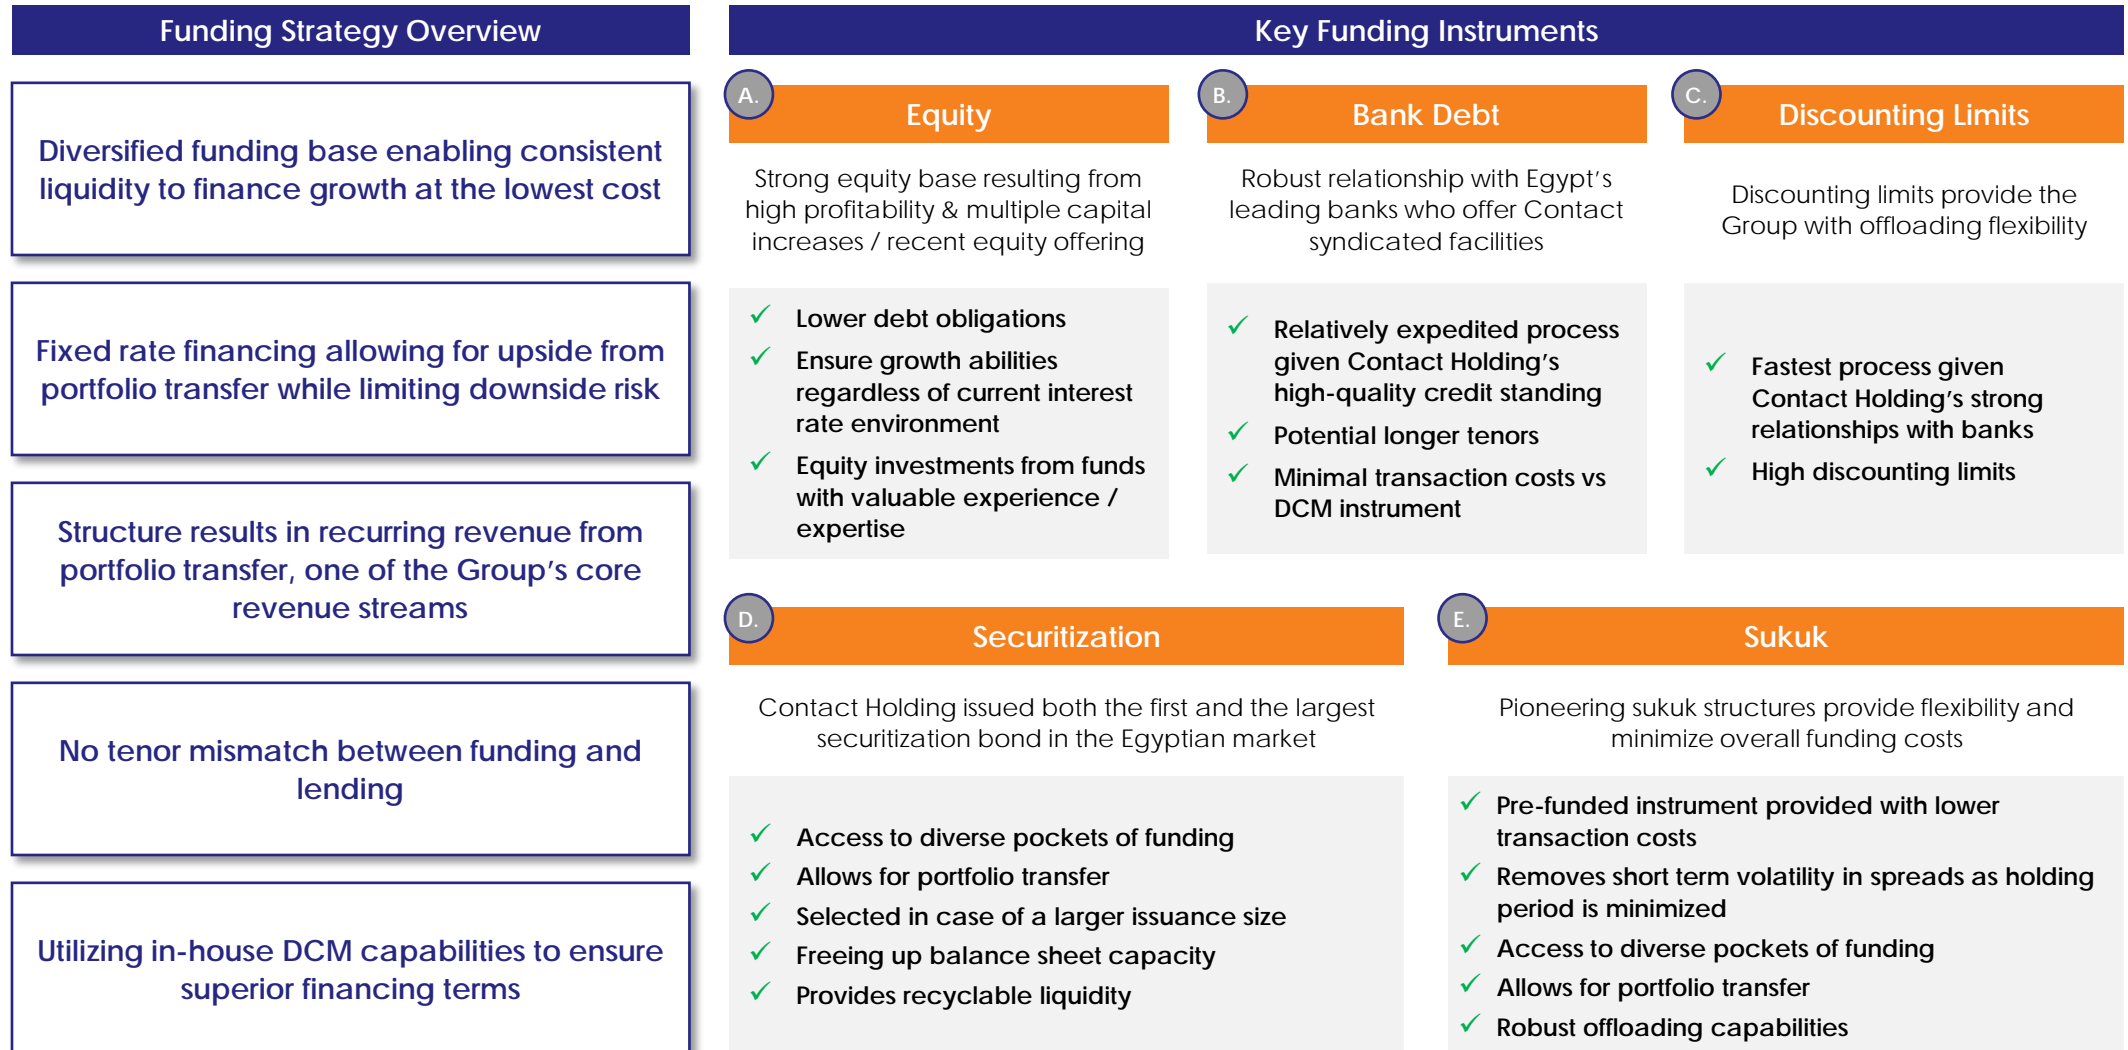 Funding Strategy Overview
Diversified funding base enabling consistent
liquidity to finance growth at the lowest cost
Fixed rate financing allowing for upside from
portfolio transfer while limiting downside risk
Structure results in recurring revenue from
portfolio transfer, one of the Group's core
revenue streams
No tenor mismatch between funding and
lending
Utilizing in-house DCM capabilities to ensure
superior financing terms
Key Funding Instruments
A.
Equity
Strong equity base resulting from
high profitability & multiple capital
increases / recent equity offering
✓ Lower debt obligations
✓ Ensure growth abilities
regardless of current interest
rate environment
✓ Equity investments from funds
with valuable experience /
expertise
B.
Bank Debt
Robust relationship with Egypt's
leading banks who offer Contact
syndicated facilities
✓ Relatively expedited process
given Contact Holding's
high-quality credit standing
✓ Potential longer tenors
✓ Minimal transaction costs vs
DCM instrument
C.
Discounting Limits
Discounting limits provide the
Group with offloading flexibility
✓ Fastest process given
Contact Holding's strong
relationships with banks
✓ High discounting limits
D.
Securitization
Contact Holding issued both the first and the largest
securitization bond in the Egyptian market
✓ Access to diverse pockets of funding
✓ Allows for portfolio transfer
✓ Selected in case of a larger issuance size
✓ Freeing up balance sheet capacity
✓ Provides recyclable liquidity
E.
Sukuk
Pioneering sukuk structures provide flexibility and
minimize overall funding costs
✓ Pre-funded instrument provided with lower
transaction costs
✓ Removes short term volatility in spreads as holding
period is minimized
✓ Access to diverse pockets of funding
✓ Allows for portfolio transfer
✓ Robust offloading capabilities